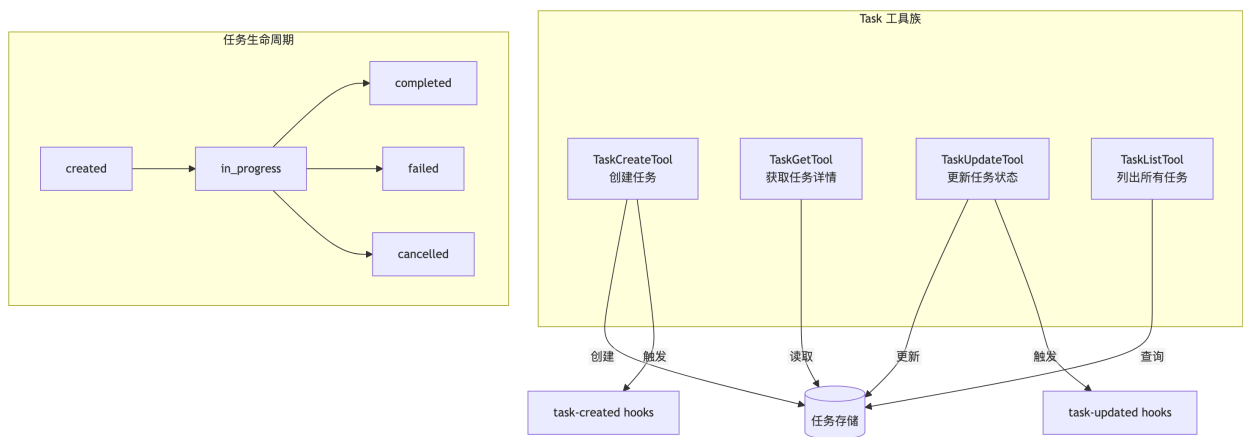 任务生命周期
created
in_progress
completed
failed
cancelled
Task 工具族
TaskCreateTool
创建任务
TaskGetTool
获取任务详情
TaskUpdateTool
更新任务状态
TaskListTool
列出所有任务
创建
触发
读取
更新
触发
查询
task-created hooks
任务存储
task-updated hooks